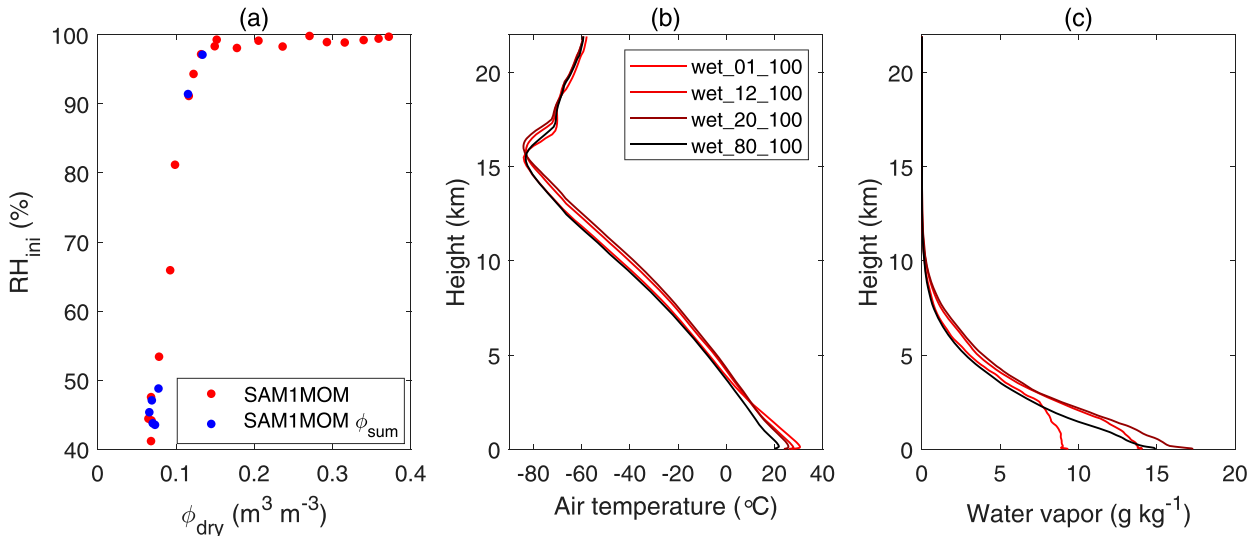 (a)
100
90
80
70
60
50
40
RH_ini (%)
0
0.1
0.2
0.3
0.4
ϕ_dry (m³ m⁻³)
SAM1MOM
SAM1MOM ϕ_sum
(b)
20
15
10
5
0
Height (km)
-80
-60
-40
-20
0
20
40
Air temperature (°C)
wet_01_100
wet_12_100
wet_20_100
wet_80_100
(c)
20
15
10
5
0
Height (km)
0
5
10
15
20
Water vapor (g kg⁻¹)